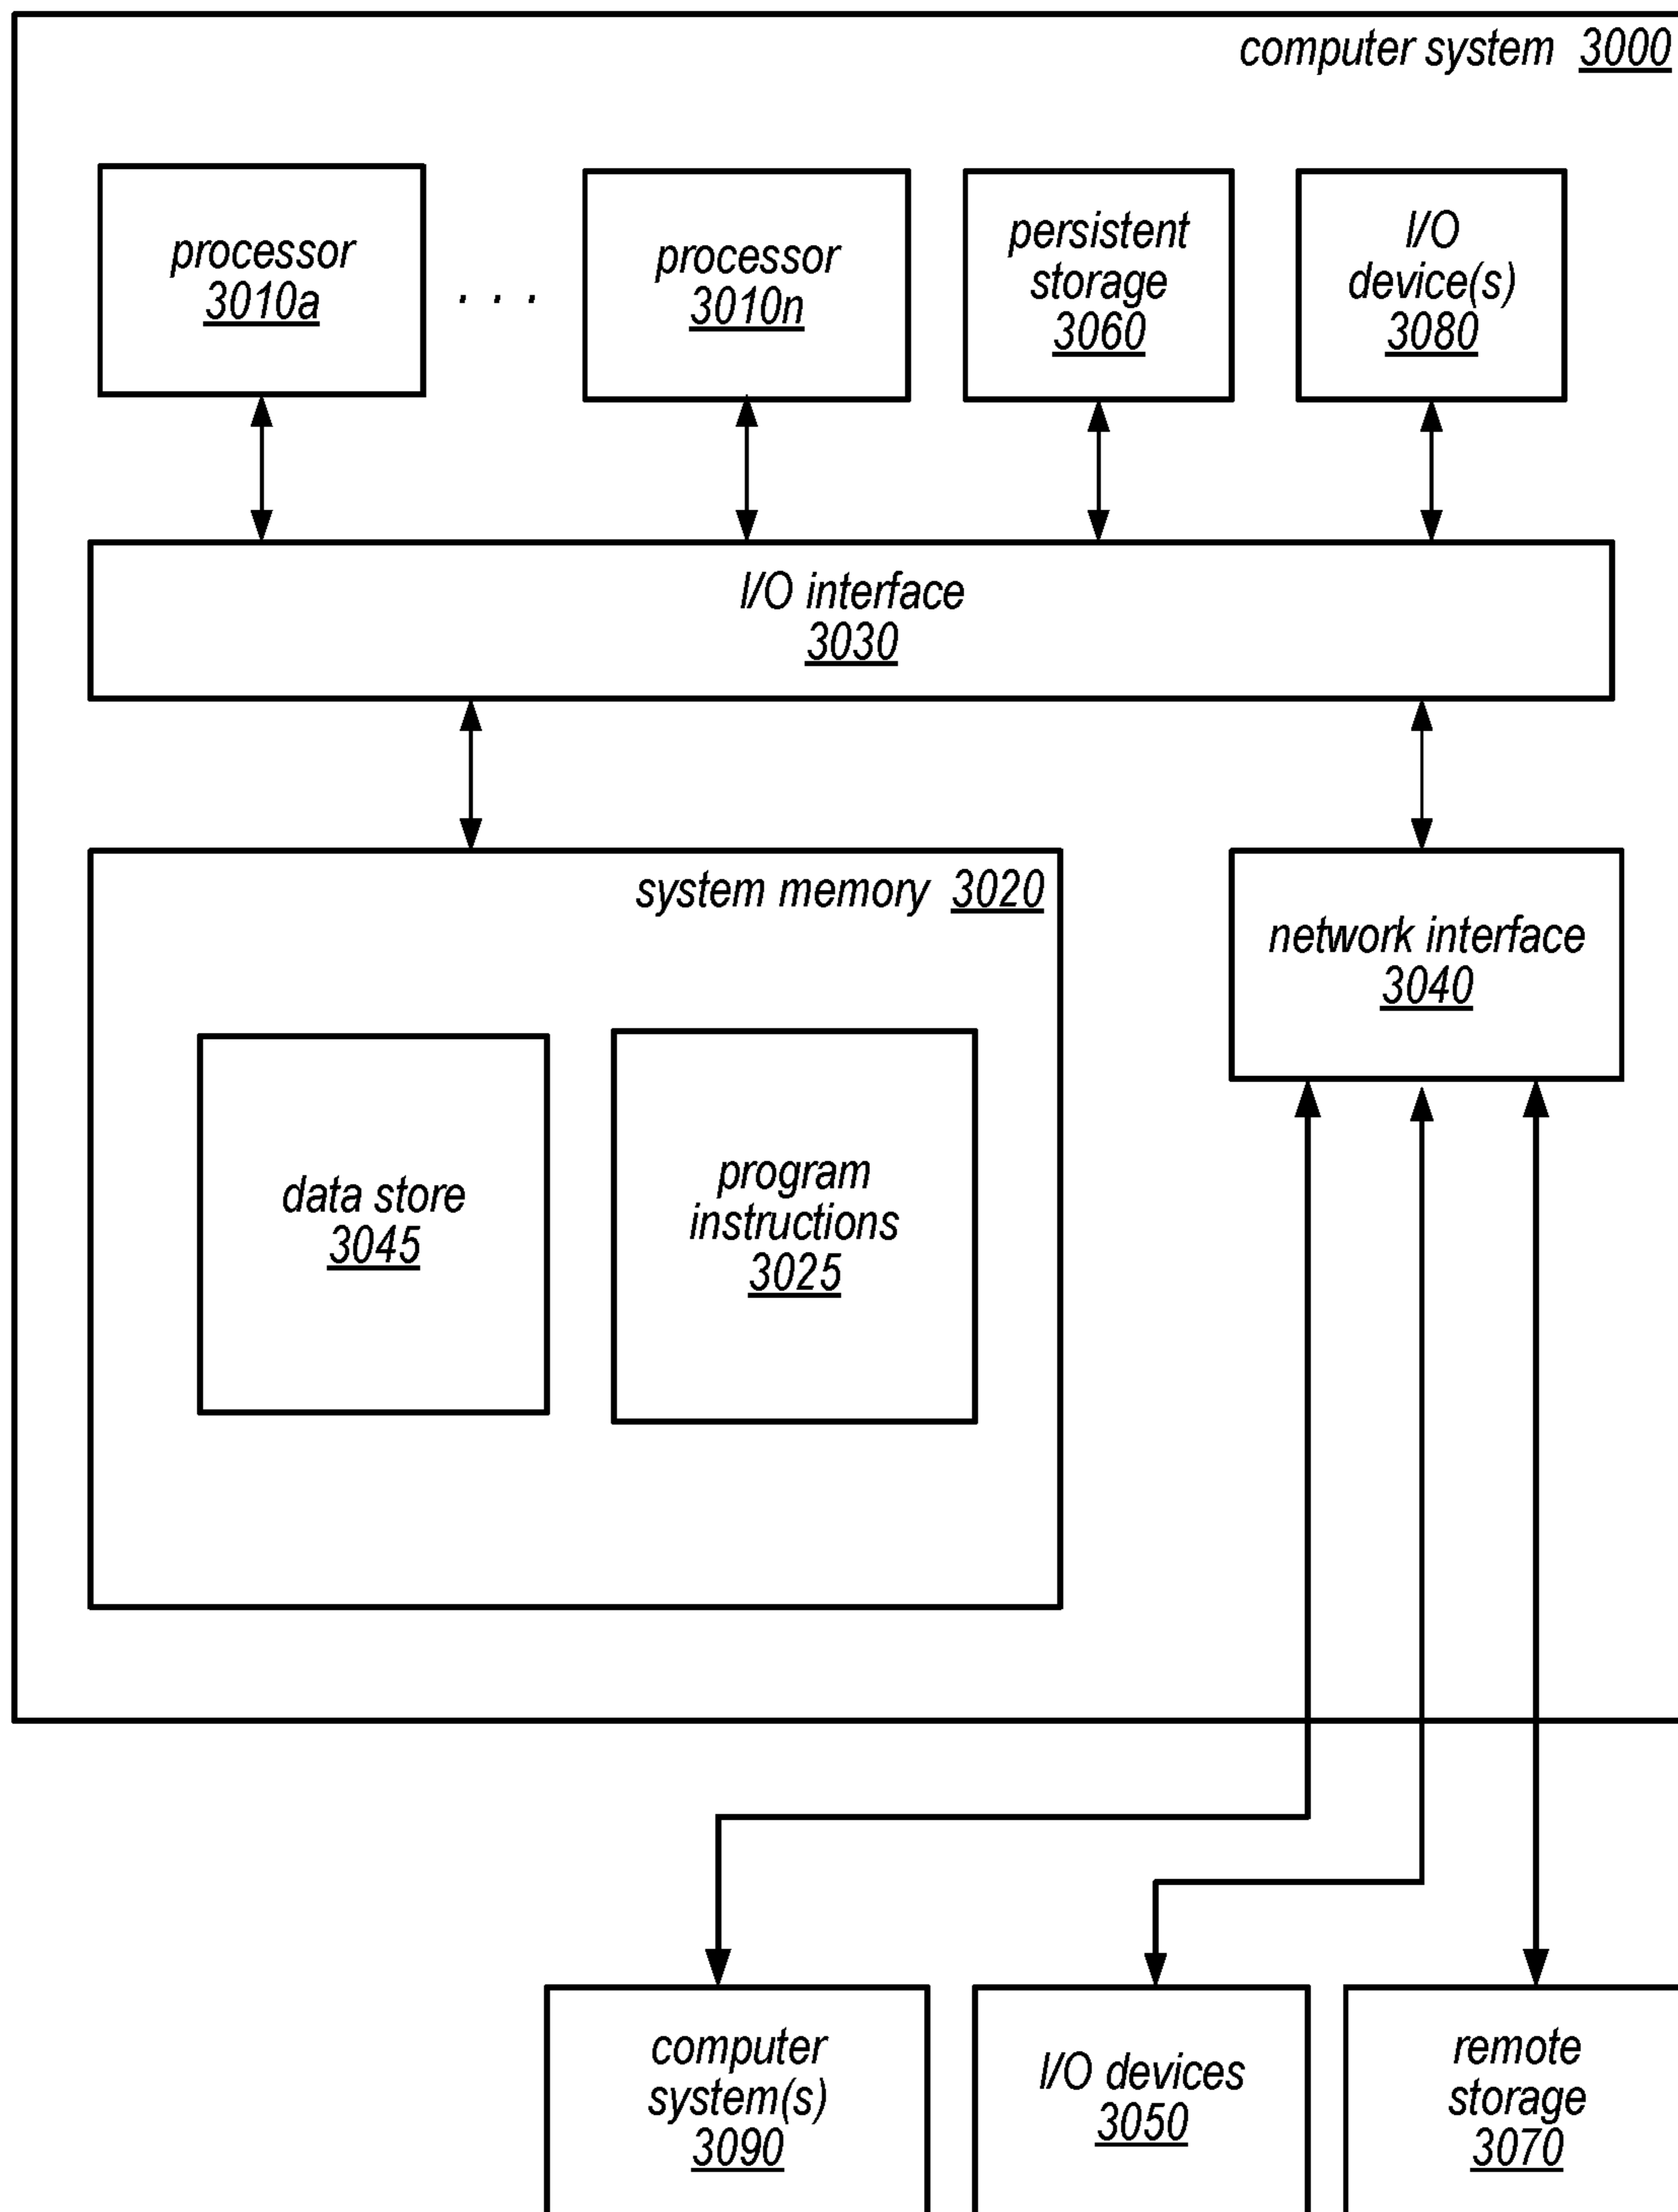 computer system 3000
processor
3010a
. . .
processor
3010n
persistent
storage
3060
I/O
device(s)
3080
I/O interface
3030
system memory 3020
network interface
3040
data store
3045
program
instructions
3025
computer
system(s)
3090
I/O devices
3050
remote
storage
3070